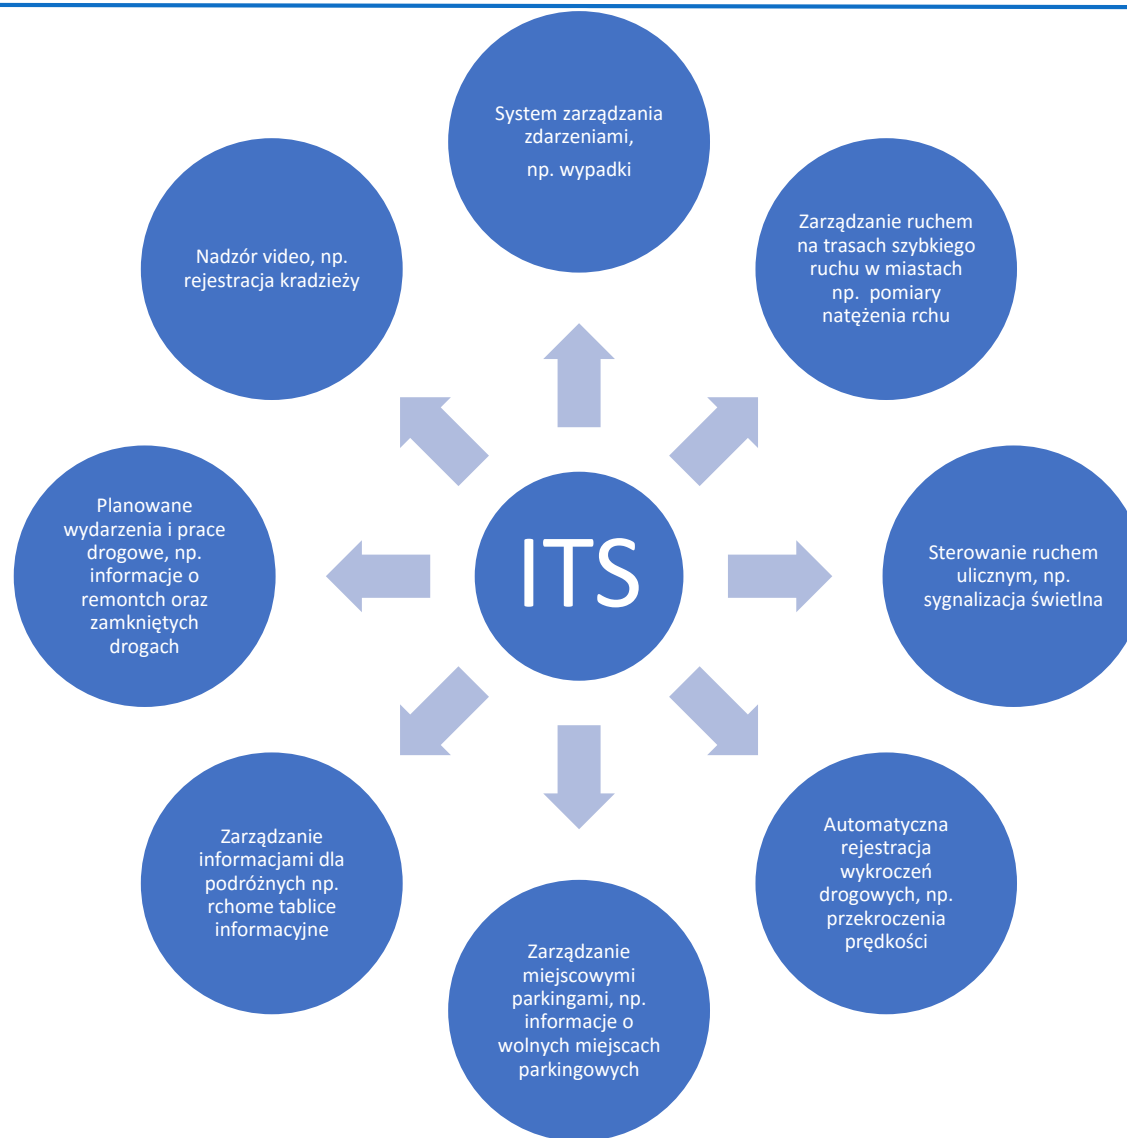 System zarządzania
zdarzeniami,
np. wypadki
Zarządzanie ruchem
na trasach szybkiego
ruchu w miastach
np.  pomiary
natężenia rchu
Sterowanie ruchem
ulicznym, np.
sygnalizacja świetlna
Automatyczna
rejestracja
wykroczeń
drogowych, np.
przekroczenia
prędkości
Zarządzanie
miejscowymi
parkingami, np.
informacje o
wolnych miejscach
parkingowych
Zarządzanie
informacjami dla
podróżnych np.
rchome tablice
informacyjne
Planowane
wydarzenia i prace
drogowe, np.
informacje o
remontch oraz
zamkniętych
drogach
Nadzór video, np.
rejestracja kradzieży
ITS